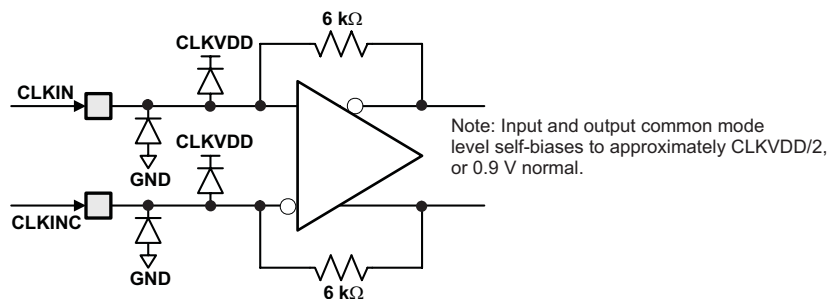 6 kΩ
CLKVDD
CLKIN
CLKVDD
GND
Note: Input and output common mode
level self-biases to approximately CLKVDD/2,
or 0.9 V normal.
CLKINC
GND
6 kΩ